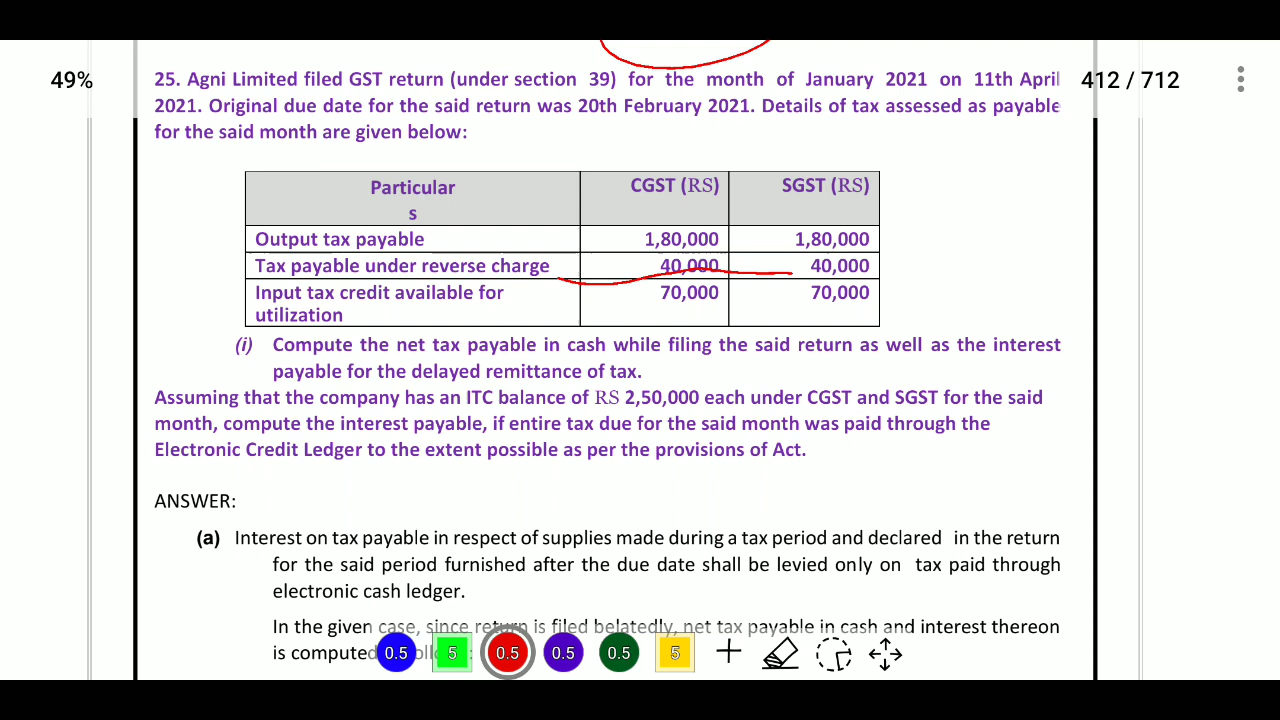 49%
412 / 712
25. Agni Limited filed GST return (under section 39) for the month of January 2021 on 11th April
2021. Original due date for the said return was 20th February 2021. Details of tax assessed as payable
for the said month are given below:
Particular
s
CGST (RS)
SGST (RS)
Output tax payable 1,80,000 1,80,000
Tax payable under reverse charge 40,000 40,000
Input tax credit available for 70,000 70,000
utilization
(i) Compute the net tax payable in cash while filing the said return as well as the interest
payable for the delayed remittance of tax.
Assuming that the company has an ITC balance of RS 2,50,000 each under CGST and SGST for the said
month, compute the interest payable, if entire tax due for the said month was paid through the
Electronic Credit Ledger to the extent possible as per the provisions of Act.
ANSWER:
(a) Interest on tax payable in respect of supplies made during a tax period and declared in the return
for the said period furnished after the due date shall be levied only on tax paid through
electronic cash ledger.
In the given case, since return is filed belatedly, net tax payable in cash and interest thereon
is computed
0.5 5 0.5 0.5 0.5 5